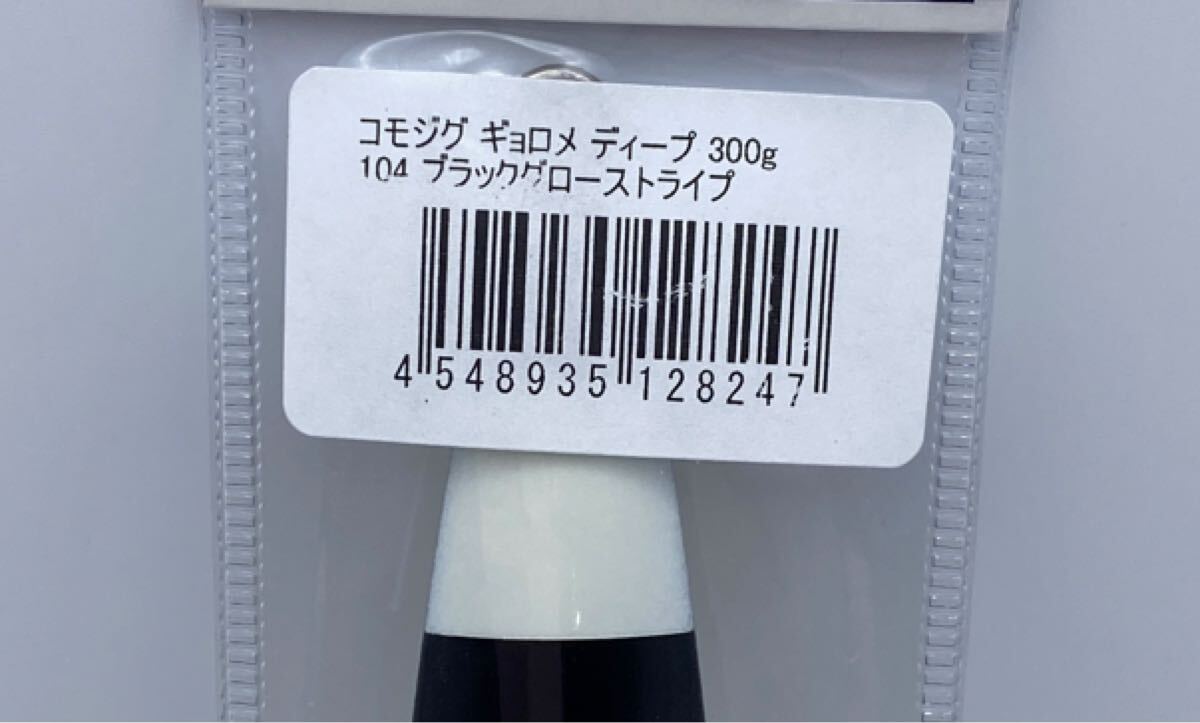 コモジグ ギョロメ ディープ 300g
104 ブラックグローストライプ
4 548935 128247